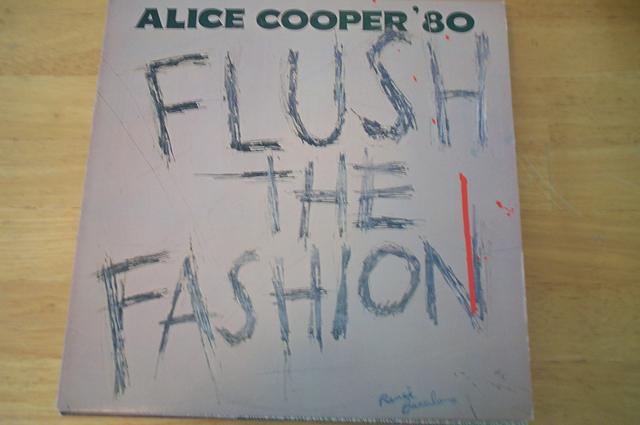 ALICE COOPER '80
FLUSH
THE
FASHION